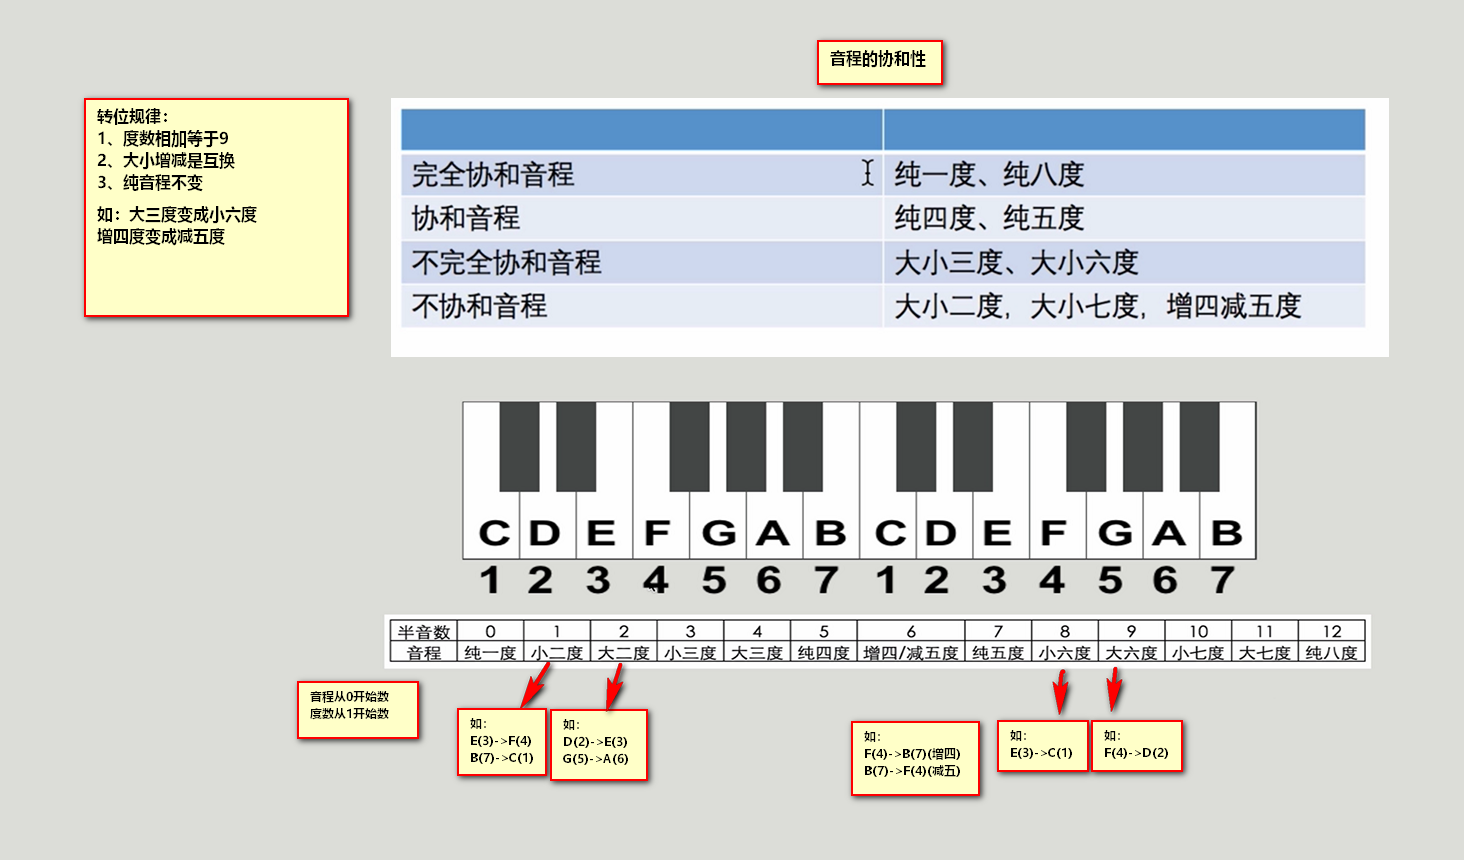 音程的协和性
转位规律：
1、度数相加等于9
2、大小增减是互换
3、纯音程不变
如：大三度变成小六度
增四度变成减五度
完全协和音程 纯一度、纯八度
协和音程 纯四度、纯五度
不完全协和音程 大小三度、大小六度
不协和音程 大小二度，大小七度，增四减五度
C D E F G A B C D E F G A B
1 2 3 4 5 6 7 1 2 3 4 5 6 7
半音数 0 1 2 3 4 5 6 7 8 9 10 11 12
音程 纯一度 小二度 大二度 小三度 大三度 纯四度 增四/减五度 纯五度 小六度 大六度 小七度 大七度 纯八度
音程从0开始数
度数从1开始数
如：
E(3)->F(4)
B(7)->C(1)
如：
D(2)->E(3)
G(5)->A(6)
如：
F(4)->B(7)(增四)
B(7)->F(4)(减五)
如：
E(3)->C(1)
如：
F(4)->D(2)